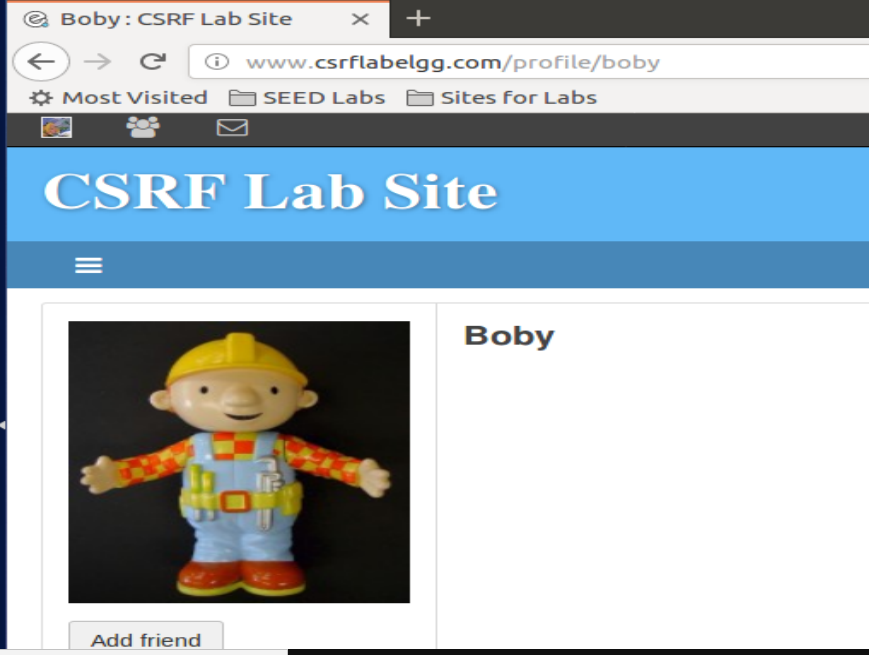 Boby : CSRF Lab Site
www.csrflabelgg.com/profile/boby
Most Visited SEED Labs Sites for Labs
CSRF Lab Site
Boby
Add friend